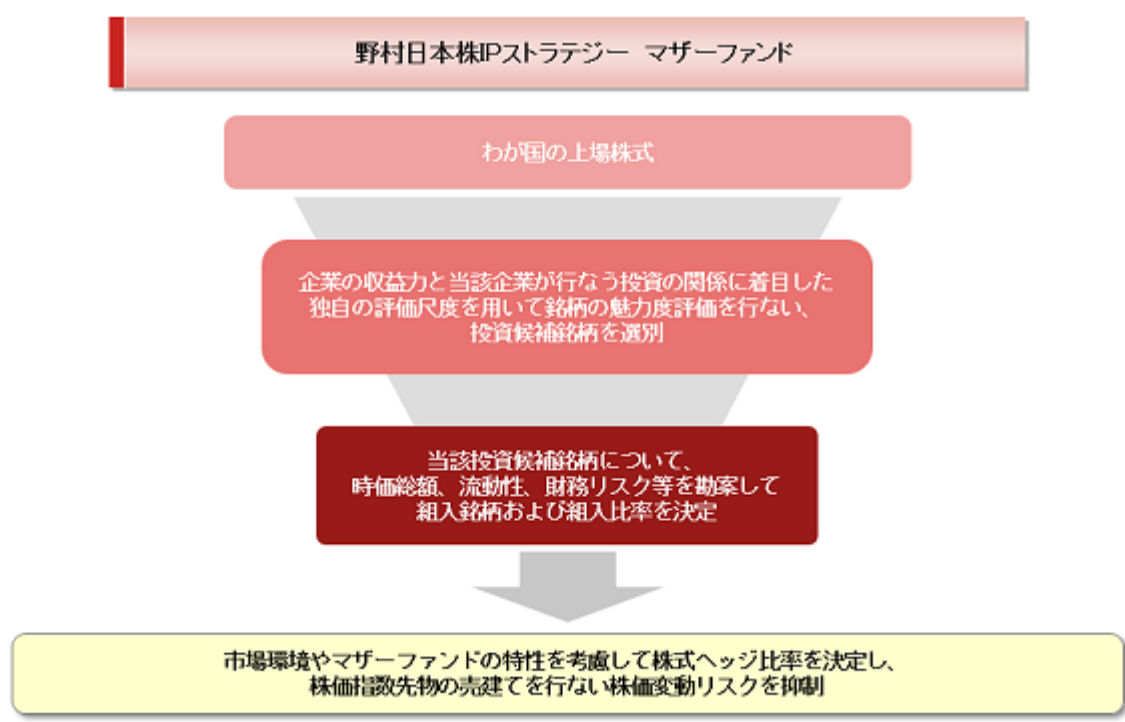 野村日本株IPストラテジー マザーファンド
わが国の上場株式
企業の収益力と当該企業が行なう投資の関係に着目した
独自の評価尺度を用いて銘柄の魅力度評価を行ない、
投資候補銘柄を選別
当該投資候補銘柄について、
時価総額、流動性、財務リスク等を勘案して
組入銘柄および組入比率を決定
市場環境やマザーファンドの特性を考慮して株式ヘッジ比率を決定し、
株価指数先物の売建てを行ない株価変動リスクを抑制